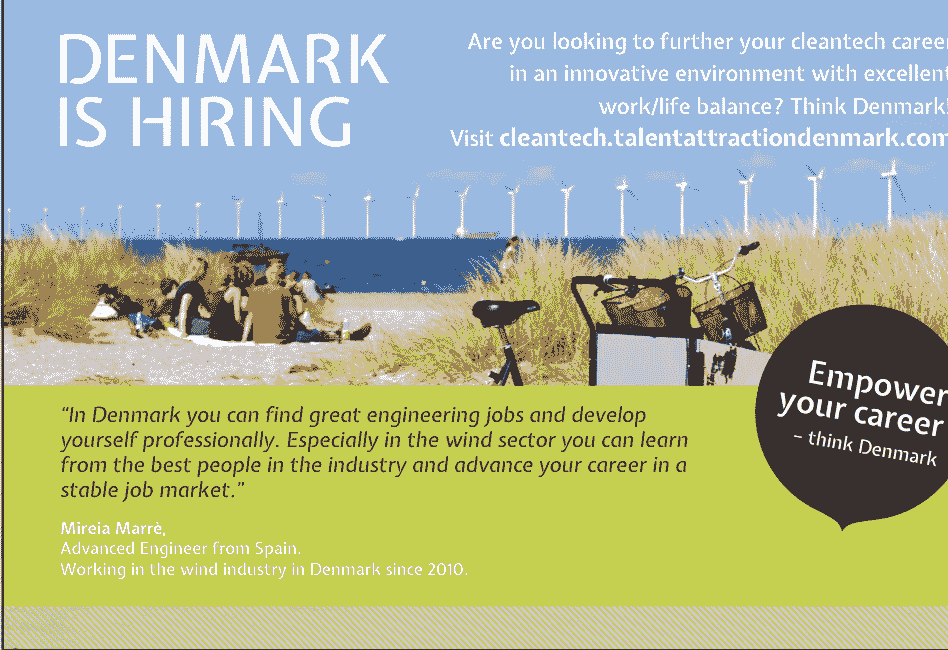 DENMARK
IS HIRING
Are you looking to further your cleantech career
in an innovative environment with excellent
work/life balance? Think Denmark!
Visit cleantech.talentattractiondenmark.com
Empower
your career
– think Denmark
“In Denmark you can find great engineering jobs and develop
yourself professionally. Especially in the wind sector you can learn
from the best people in the industry and advance your career in a
stable job market.”
Mireia Marrè,
Advanced Engineer from Spain.
Working in the wind industry in Denmark since 2010.